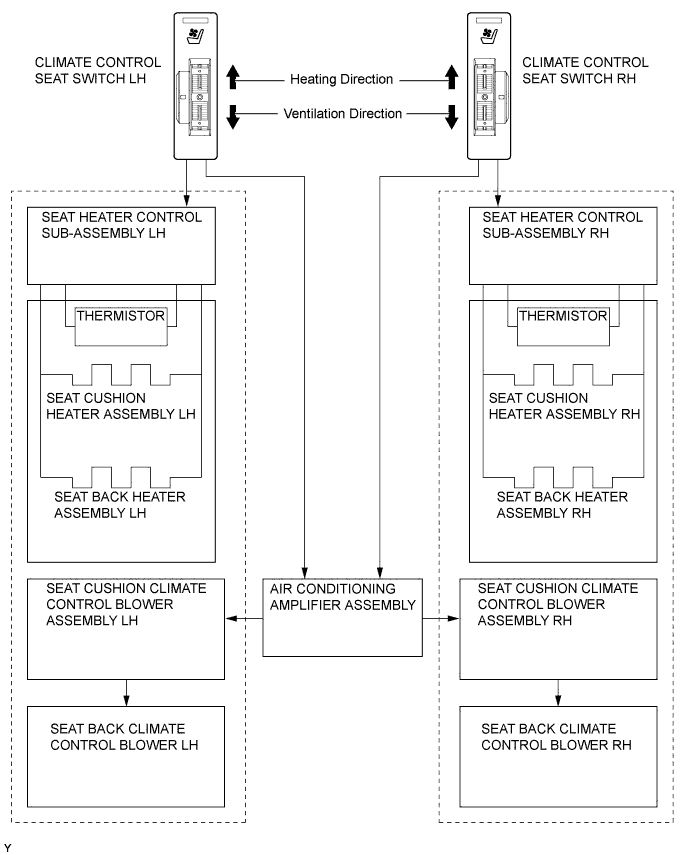 CLIMATE CONTROL
SEAT SWITCH LH
Heating Direction
Ventilation Direction
CLIMATE CONTROL
SEAT SWITCH RH
SEAT HEATER CONTROL
SUB-ASSEMBLY LH
THERMISTOR
SEAT CUSHION
HEATER ASSEMBLY LH
SEAT BACK HEATER
ASSEMBLY LH
SEAT HEATER CONTROL
SUB-ASSEMBLY RH
THERMISTOR
SEAT CUSHION
HEATER ASSEMBLY RH
SEAT BACK HEATER
ASSEMBLY RH
SEAT CUSHION CLIMATE
CONTROL BLOWER
ASSEMBLY LH
AIR CONDITIONING
AMPLIFIER ASSEMBLY
SEAT CUSHION CLIMATE
CONTROL BLOWER
ASSEMBLY RH
SEAT BACK CLIMATE
CONTROL BLOWER LH
SEAT BACK CLIMATE
CONTROL BLOWER RH
Y